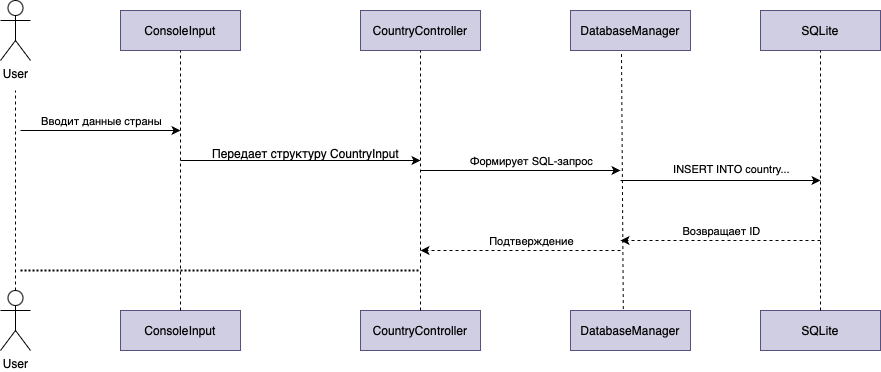 ConsoleInput
CountryController
DatabaseManager
SQLite
User
Вводит данные страны
Передает структуру CountryInput
Формирует SQL-запрос
INSERT INTO country...
Возвращает ID
Подтверждение
ConsoleInput
CountryController
DatabaseManager
SQLite
User